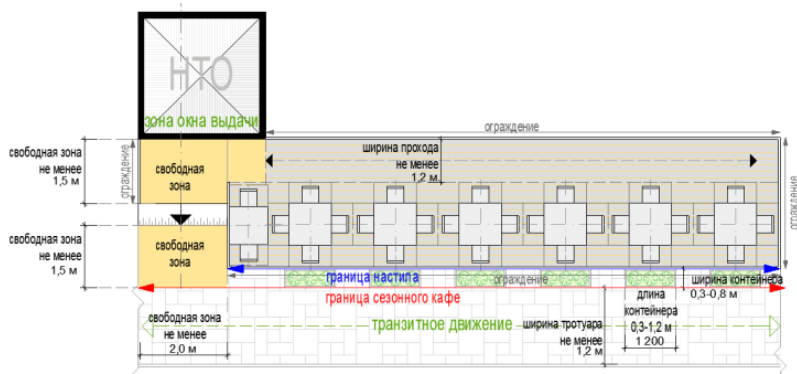 НТО
зона окна выдачи
ограждение
свободная зона
не менее
1,5 м
ограждение
свободная
зона
ширина прохода
не менее
1,2 м
ограждение
свободная зона
не менее
1,5 м
свободная
зона
граница настила
ограждение
ширина контейнера
0,3-0,8 м
граница сезонного кафе
свободная зона
не менее
2,0 м
транзитное движение
ширина тротуара
не менее
1,2 м
длина
контейнера
0,3-1,2 м
1 200